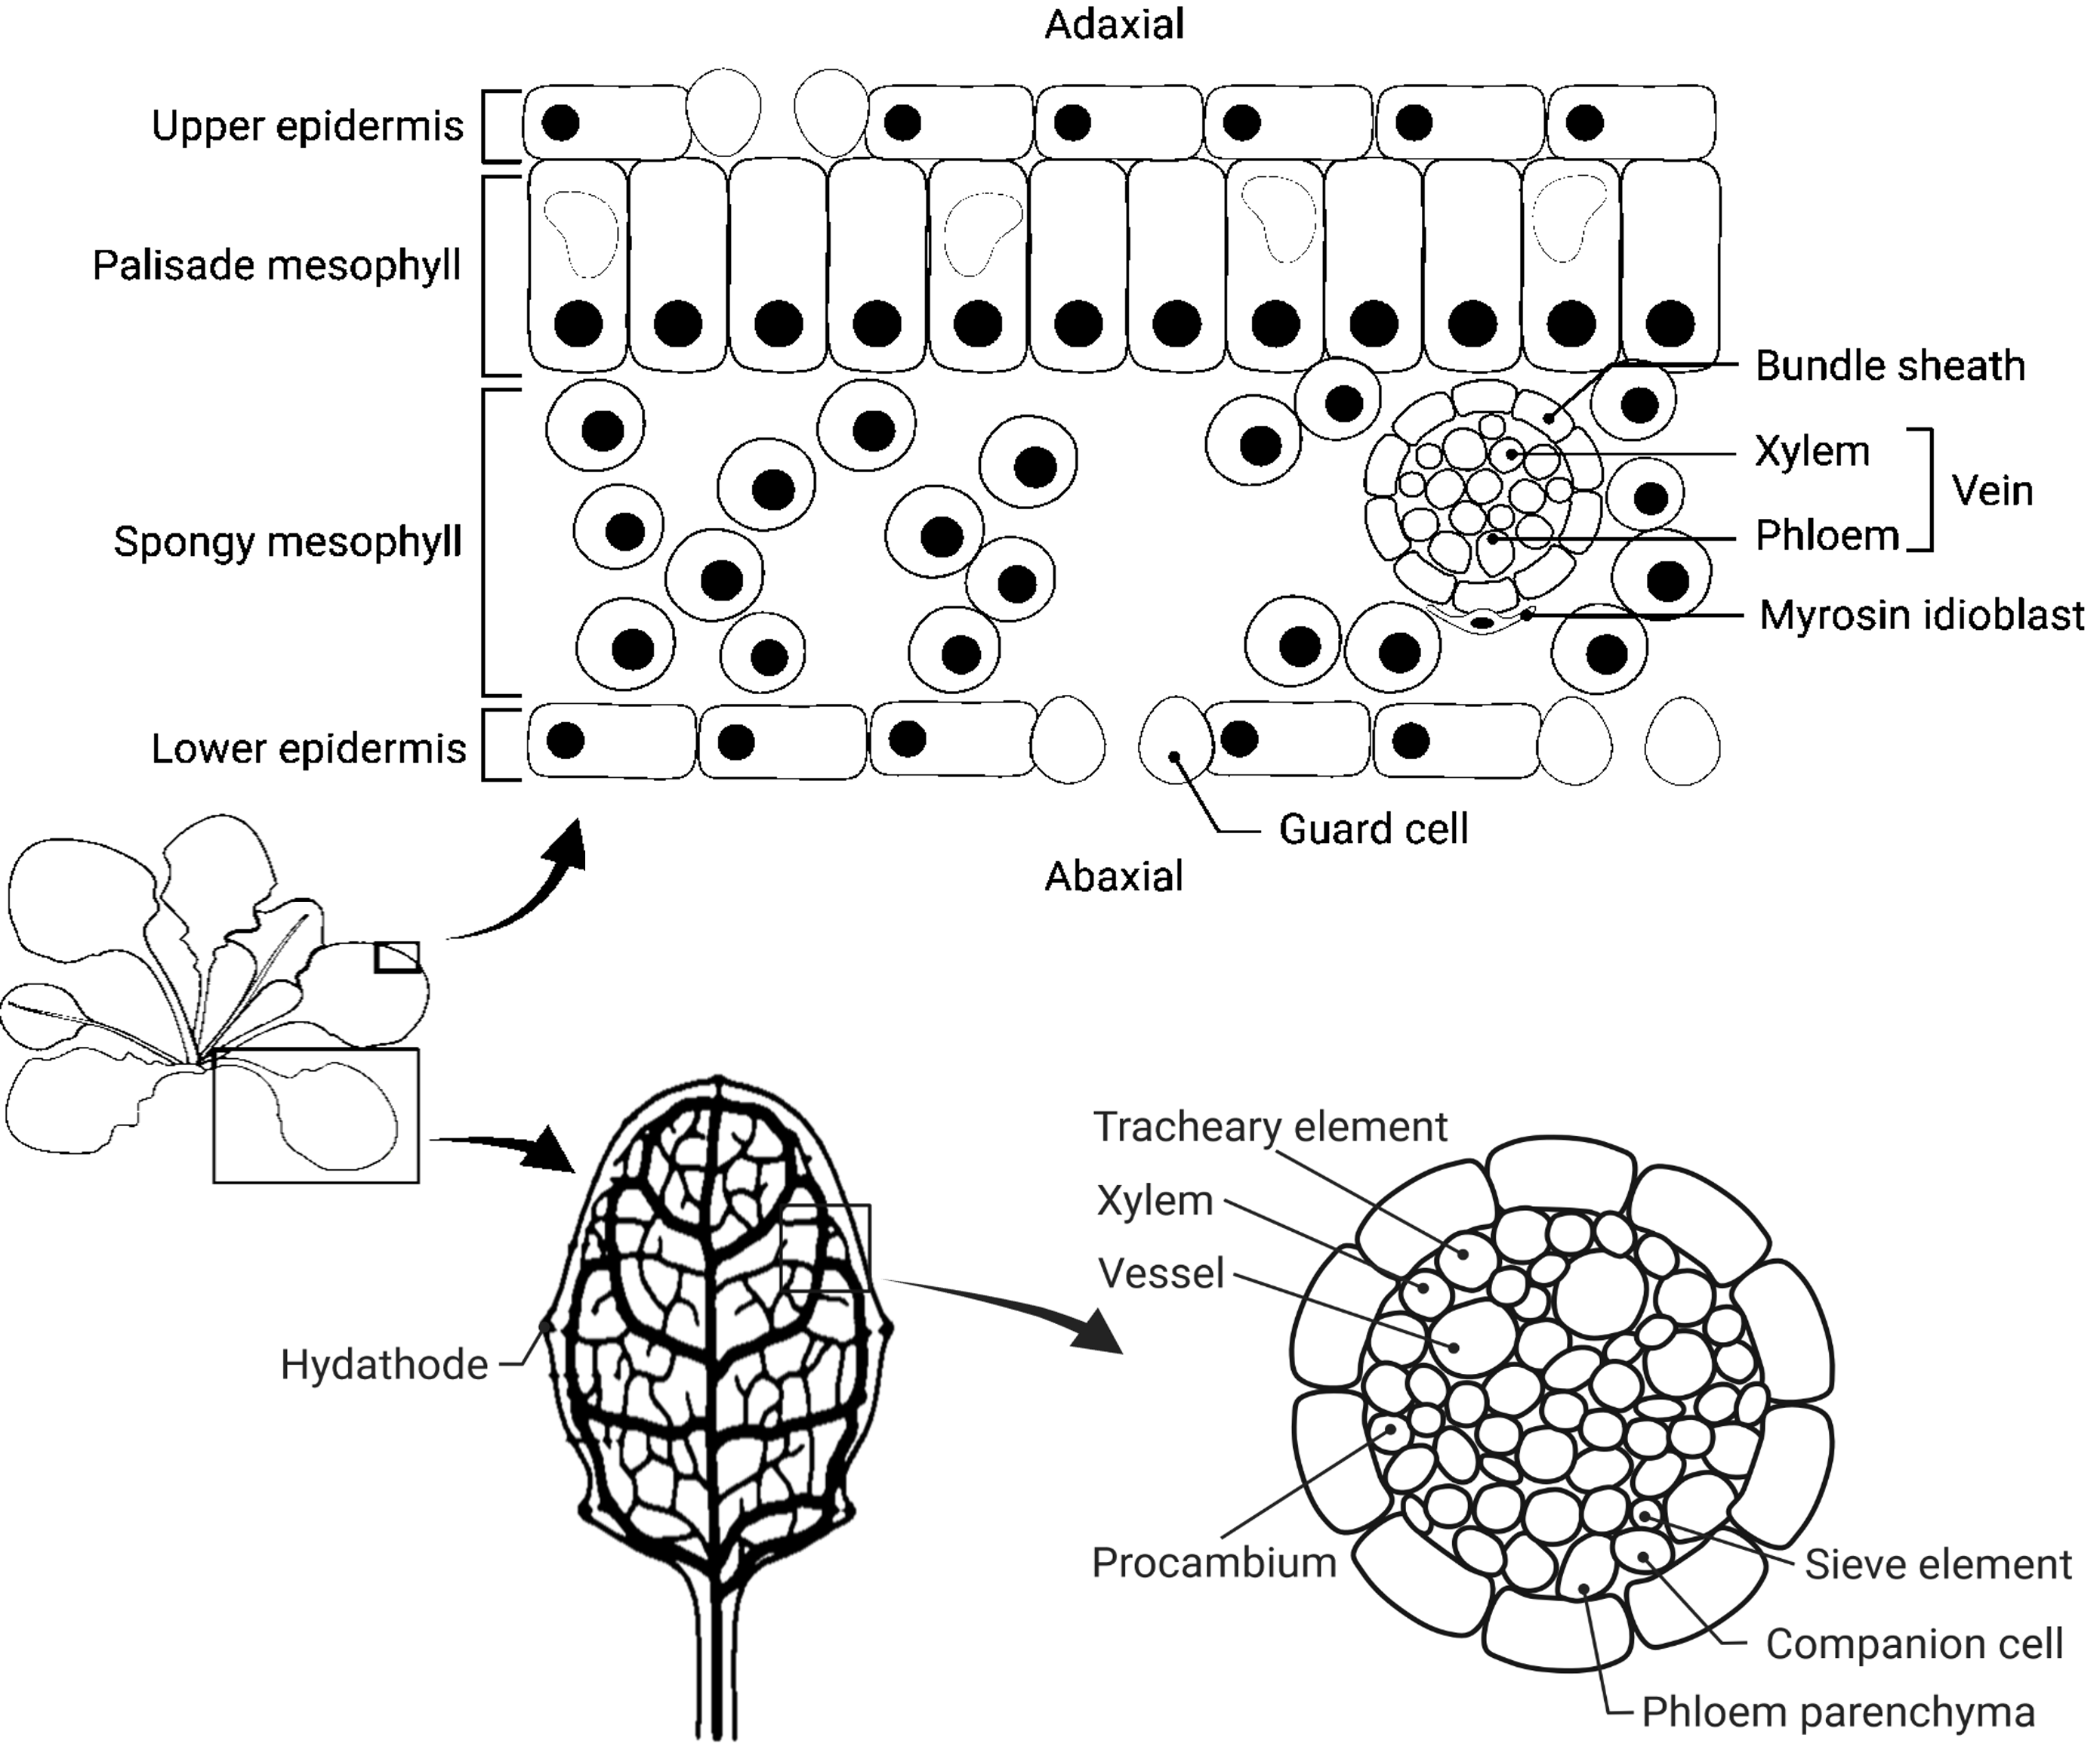 Adaxial
Upper epidermis
Palisade mesophyll
Bundle sheath
Xylem
Vein
Spongy mesophyll
Phloem
Myrosin idioblast
Lower epidermis
Guard cell
Abaxial
Tracheary element
Xylem
Vessel
Hydathode
Procambium
Sieve element
Companion cell
Phloem parenchyma